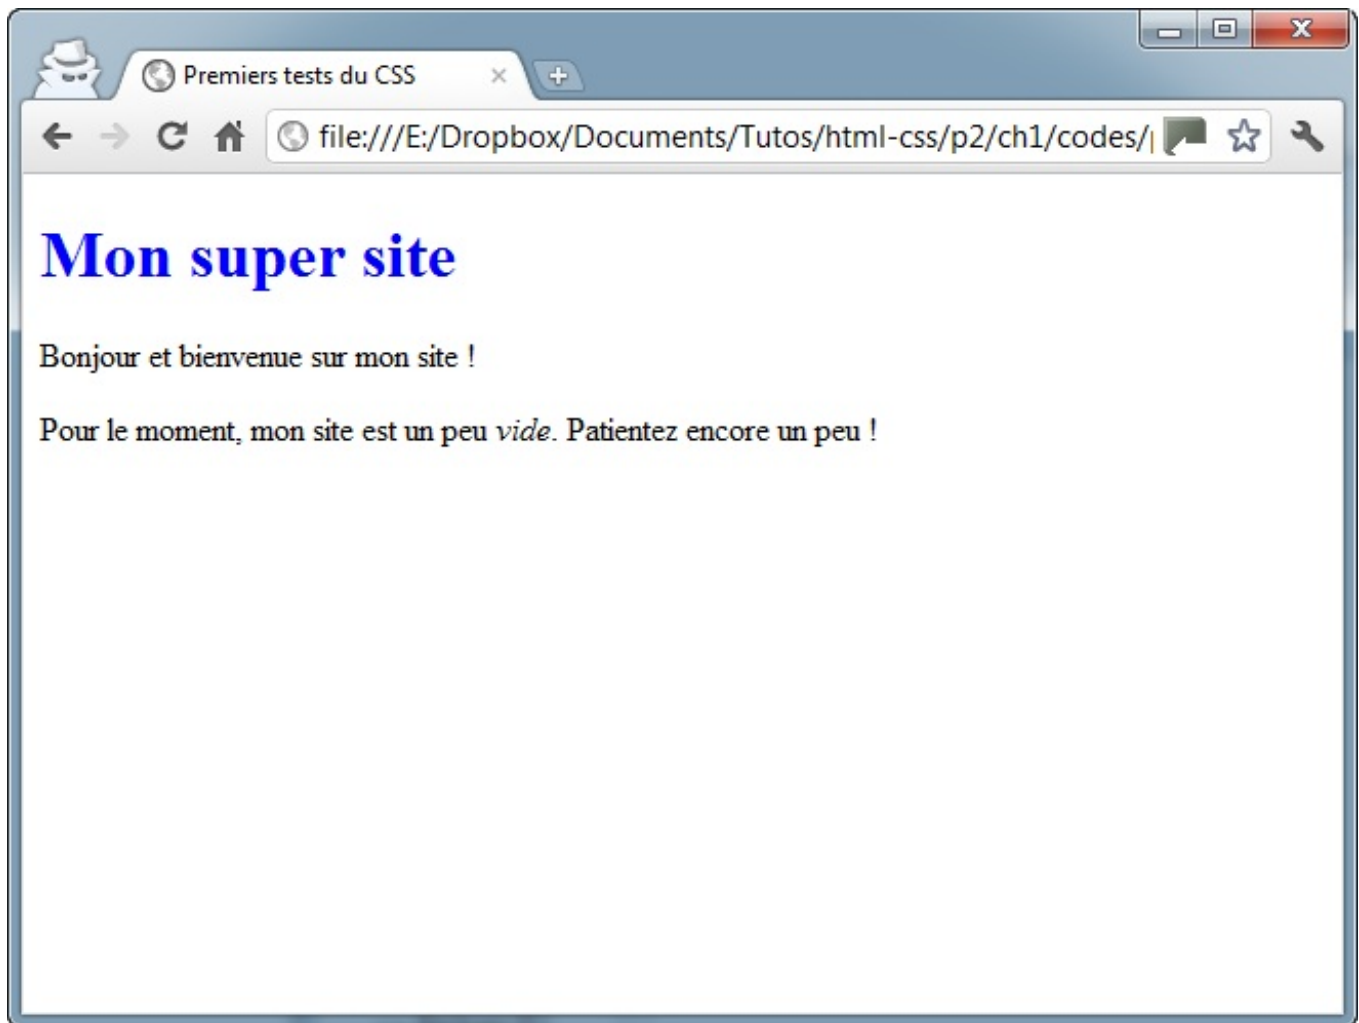 Premiers tests du CSS
file:///E:/Dropbox/Documents/Tutos/html-css/p2/ch1/codes/
Mon super site
Bonjour et bienvenue sur mon site !
Pour le moment, mon site est un peu vide. Patientez encore un peu !